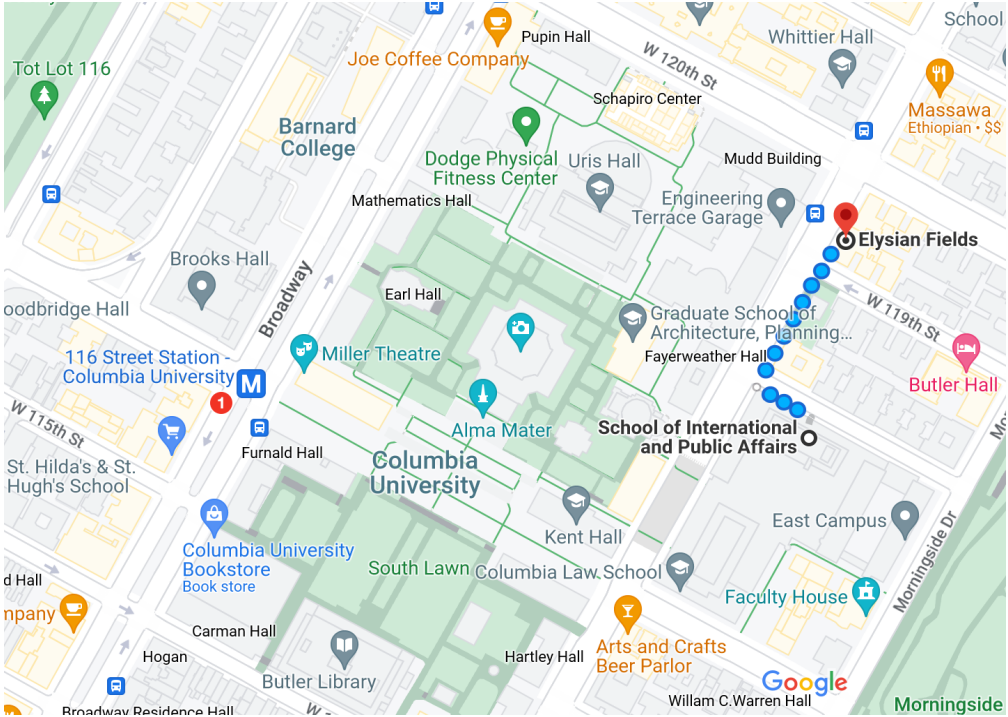 School
Pupin Hall
Whittier Hall
Joe Coffee Company
W 120th St
Tot Lot 116
Schapiro Center
Massawa
Ethiopian • $$
Barnard
College
Dodge Physical
Fitness Center
Uris Hall
Mudd Building
Mathematics Hall
Engineering
Terrace Garage
Elysian Fields
Brooks Hall
Earl Hall
oodbridge Hall
Broadway
W 119th St
Graduate School of
Architecture, Planning...
Miller Theatre
Fayerweather Hall
116 Street Station -
Columbia University
M
1
Butler Hall
W 115th St
Alma Mater
School of International
and Public Affairs
Mo
Furnald Hall
Columbia
University
St. Hilda's & St.
Hugh's School
East Campus
Kent Hall
Columbia University
Bookstore
Book store
South Lawn
Columbia Law School
Morningside Dr
d Hall
mpany
Faculty House
Carman Hall
Arts and Crafts
Beer Parlor
Hogan
Hartley Hall
Butler Library
Google
Willam C.Warren Hall
Morningside
Broadway Residence Hall
W 1